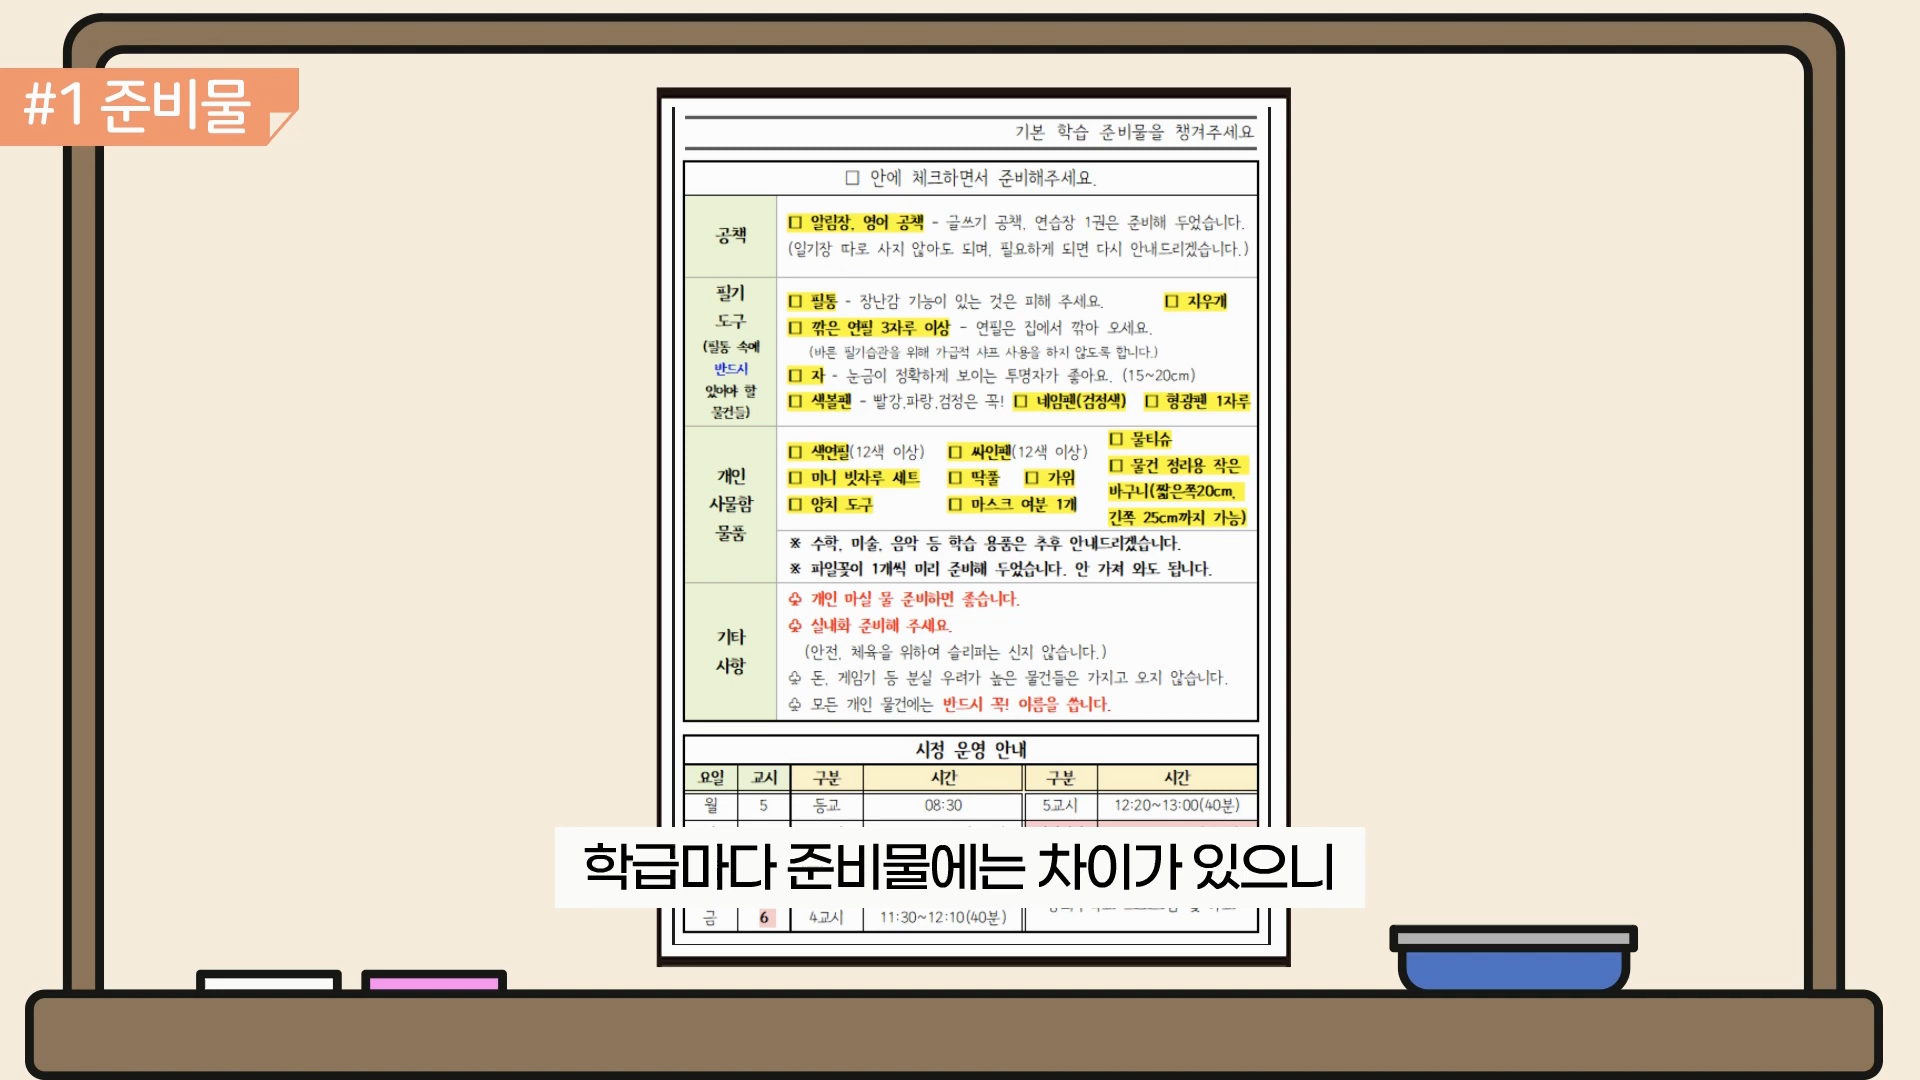 #1 준비물
기본 학습 준비물을 챙겨주세요
□ 안에 체크하면서 준비해주세요.
공책
□ 알림장, 영어 공책 - 글쓰기 공책, 연습장 1권은 준비해 두었습니다.
(일기장 따로 사지 않아도 되며, 필요하게 되면 다시 안내드리겠습니다.)
필기
도구
(필통 속에
반드시
있어야 할
물건들)
□ 필통 - 장난감 기능이 있는 것은 피해 주세요. □ 지우개
□ 깎은 연필 3자루 이상 - 연필은 집에서 깎아 오세요.
(바른 필기습관을 위해 가급적 샤프 사용을 하지 않도록 합니다.)
□ 자 - 눈금이 정확하게 보이는 투명자가 좋아요. (15~20cm)
□ 색볼펜 - 빨강,파랑,검정은 꼭! □ 네임펜(검정색) □ 형광펜 1자루
개인
사물함
물품
□ 색연필(12색 이상) □ 싸인펜(12색 이상)
□ 미니 빗자루 세트 □ 딱풀 □ 가위
□ 양치 도구 □ 마스크 여분 1개
□ 물티슈
□ 물건 정리용 작은
바구니(짧은쪽20cm,
긴쪽 25cm까지 가능)
※ 수학, 미술, 음악 등 학습 용품은 추후 안내드리겠습니다.
※ 파일꽂이 1개씩 미리 준비해 두었습니다. 안 가져 와도 됩니다.
기타
사항
♧ 개인 마실 물 준비하면 좋습니다.
♧ 실내화 준비해 주세요.
(안전, 체육을 위하여 슬리퍼는 신지 않습니다.)
♧ 돈, 게임기 등 분실 우려가 높은 물건들은 가지고 오지 않습니다.
♧ 모든 개인 물건에는 반드시 꼭! 이름을 씁니다.
시정 운영 안내
요일 교시 구분 시간 구분 시간
월 5 등교 08:30 5교시 12:20~13:00(40분)
학급마다 준비물에는 차이가 있으니
금 6 4교시 11:30~12:10(40분)